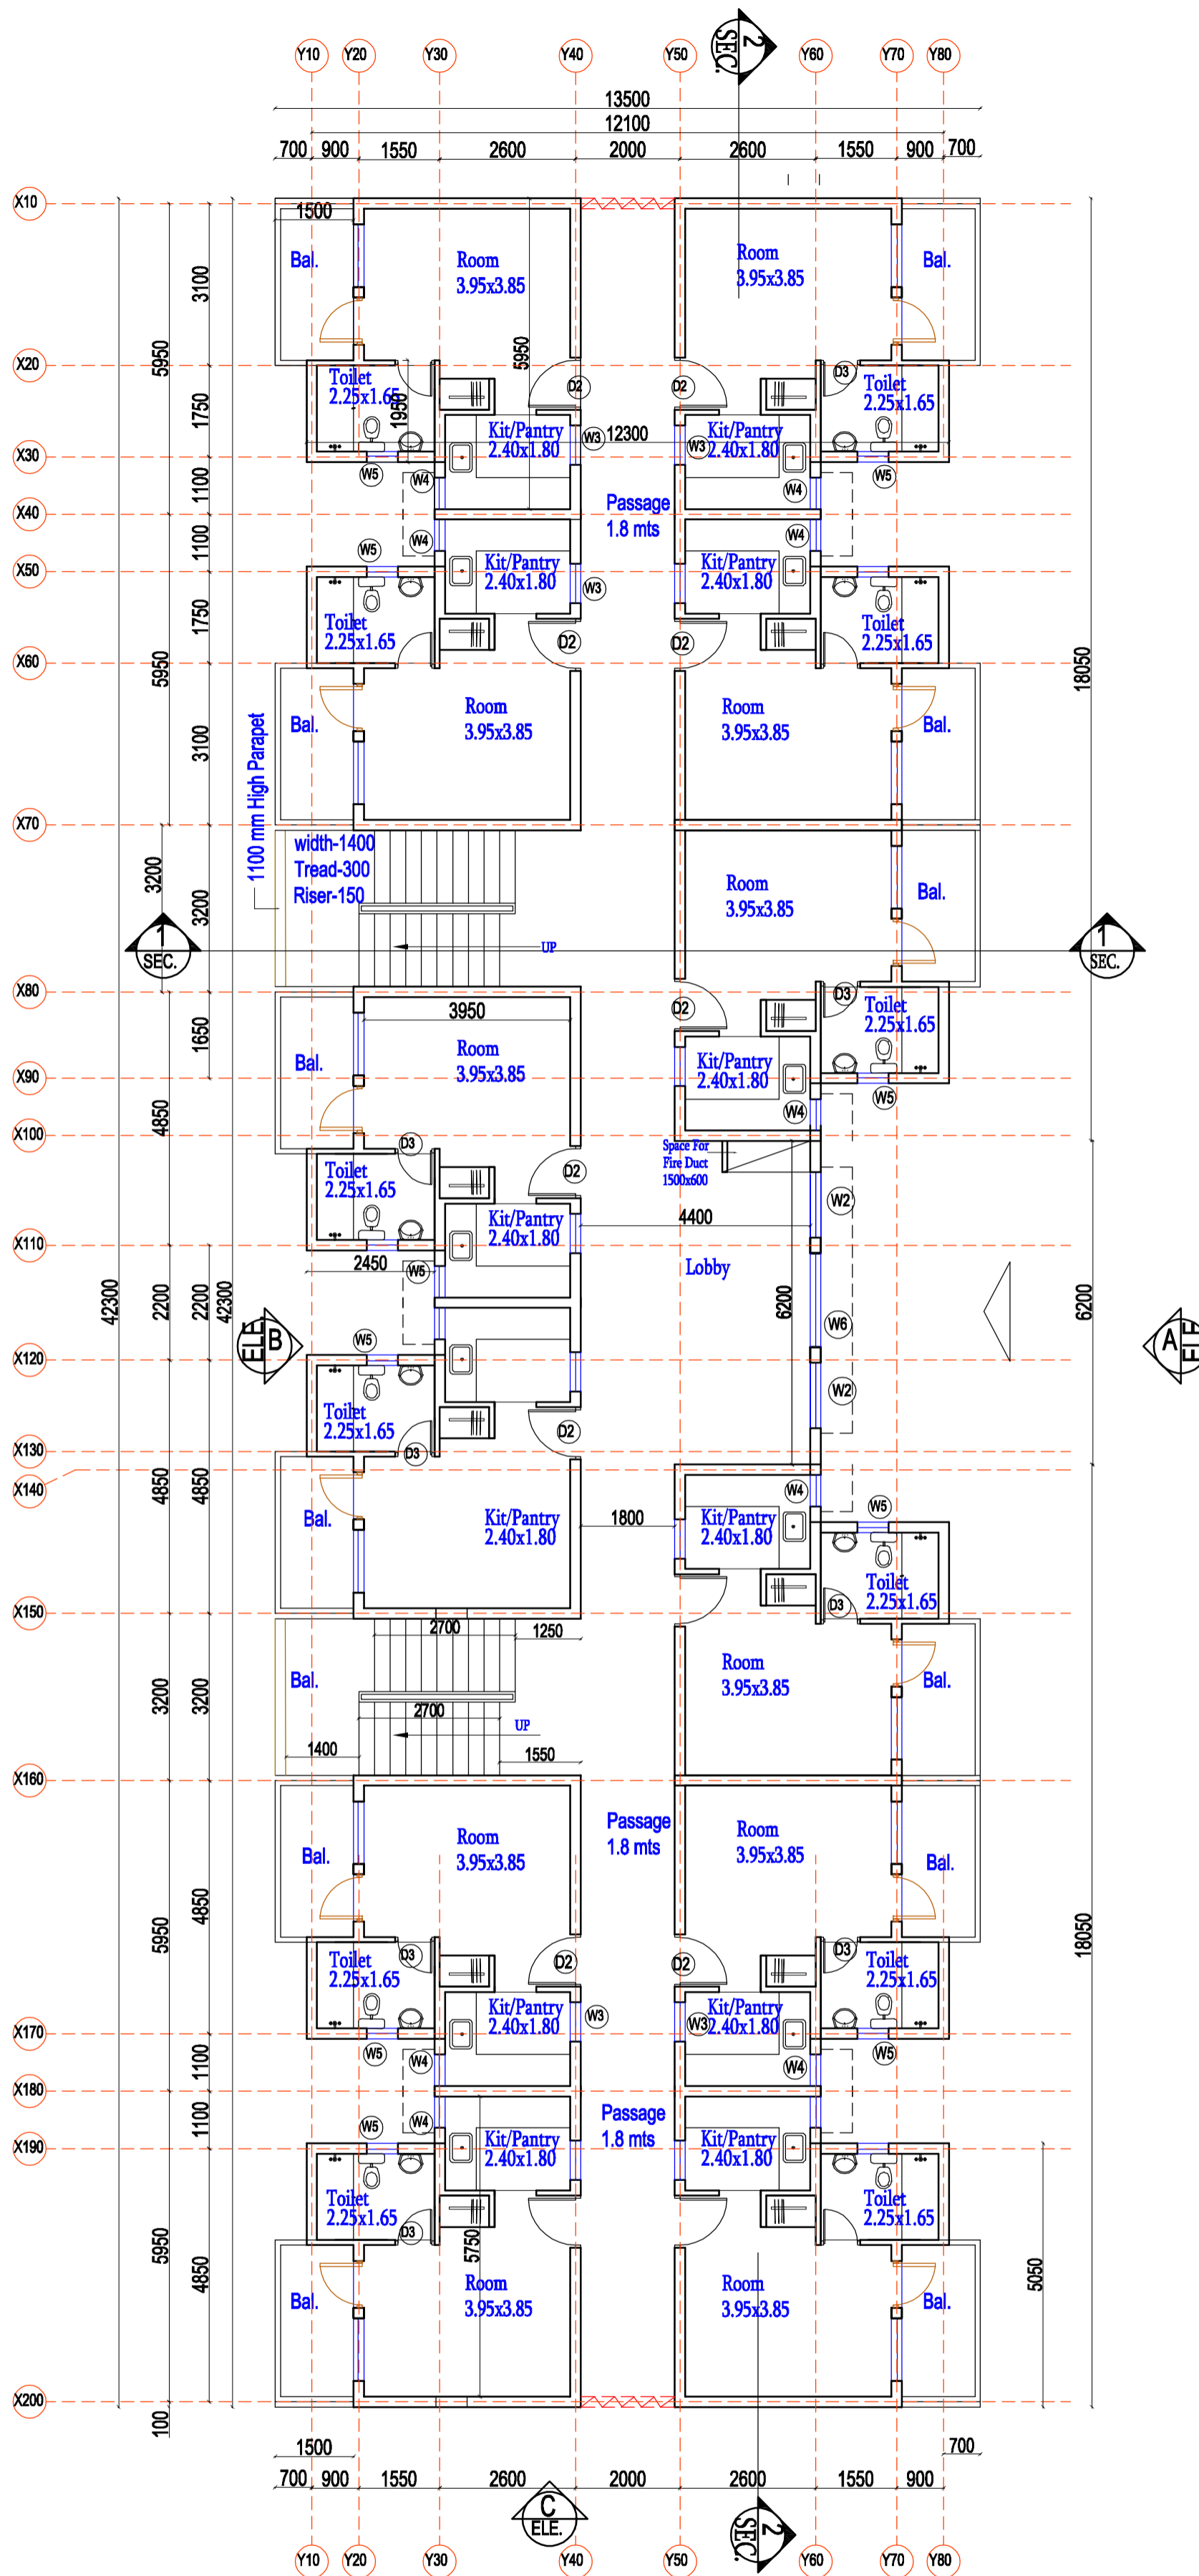 2
SEC.
Y10 Y20 Y30 Y40 Y50 Y60 Y70 Y80
13500
12100
700 900 1550 2600 2000 2600 1550 900 700
X10
1500
Bal.
Room
3.95x3.85
Room
3.95x3.85
Bal.
3100
5950
5950
X20
Toilet
2.25x1.65
D2
D2
D3
Toilet
2.25x1.65
1750
1950
Kit/Pantry
2.40x1.80
W3
12300
W3
Kit/Pantry
2.40x1.80
X30
W5
W4
W4
W5
1100
Passage
1.8 mts
X40
1100
W5
W4
W4
X50
Kit/Pantry
2.40x1.80
W3
Kit/Pantry
2.40x1.80
1750
Toilet
2.25x1.65
D2
D2
Toilet
2.25x1.65
X60
5950
18050
3100
Bal.
Room
3.95x3.85
Room
3.95x3.85
Bal.
1100 mm High Parapet
X70
width-1400
Tread-300
Riser-150
3200
3200
Room
3.95x3.85
Bal.
1
SEC.
UP
1
SEC.
X80
D2
D3
Toilet
2.25x1.65
3950
1650
Bal.
Room
3.95x3.85
Kit/Pantry
2.40x1.80
X90
W4
W5
4850
X100
D3
Space For
Fire Duct
1500x600
Toilet
2.25x1.65
D2
W2
Kit/Pantry
2.40x1.80
4400
X110
2450
W5
Lobby
42300
2200
2200
42300
6200
6200
ELE.
B
W5
W6
A
X120
W2
Toilet
2.25x1.65
D2
X130
D3
X140
4850
4850
W4
W5
Bal.
Kit/Pantry
2.40x1.80
1800
Kit/Pantry
2.40x1.80
Toilet
2.25x1.65
X150
D3
2700
1250
Bal.
3200
3200
Room
3.95x3.85
Bal.
2700
UP
1400
1550
X160
Passage
1.8 mts
Bal.
Room
3.95x3.85
Room
3.95x3.85
Bal.
5950
4850
18050
Toilet
2.25x1.65
D3
D2
D2
D3
Toilet
2.25x1.65
Kit/Pantry
2.40x1.80
W3
W3
Kit/Pantry
2.40x1.80
X170
W5
W4
W4
W5
1100
X180
Passage
1.8 mts
1100
W5
W4
Kit/Pantry
2.40x1.80
Kit/Pantry
2.40x1.80
X190
Toilet
2.25x1.65
D3
Toilet
2.25x1.65
5950
4850
5750
5050
Bal.
Room
3.95x3.85
Room
3.95x3.85
Bal.
X200
100
1500
700
700 900 1550 2600 2000 2600 1550 900
C
ELE.
2
SEC.
Y10 Y20 Y30 Y40 Y50 Y60 Y70 Y80